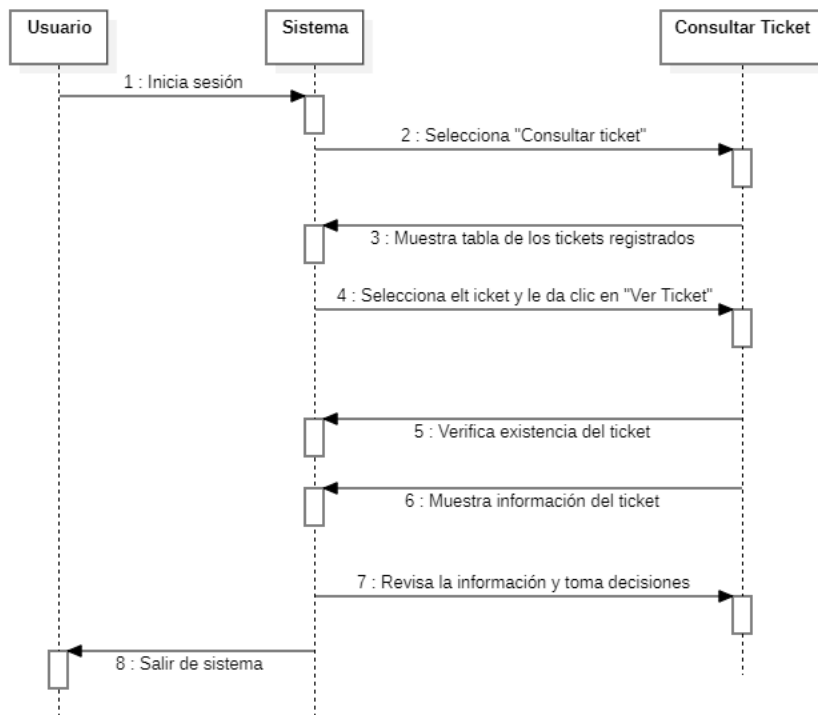 Usuario
Sistema
Consultar Ticket
1 : Inicia sesión
2 : Selecciona "Consultar ticket"
3 : Muestra tabla de los tickets registrados
4 : Selecciona elt icket y le da clic en "Ver Ticket"
5 : Verifica existencia del ticket
6 : Muestra información del ticket
7 : Revisa la información y toma decisiones
8 : Salir de sistema